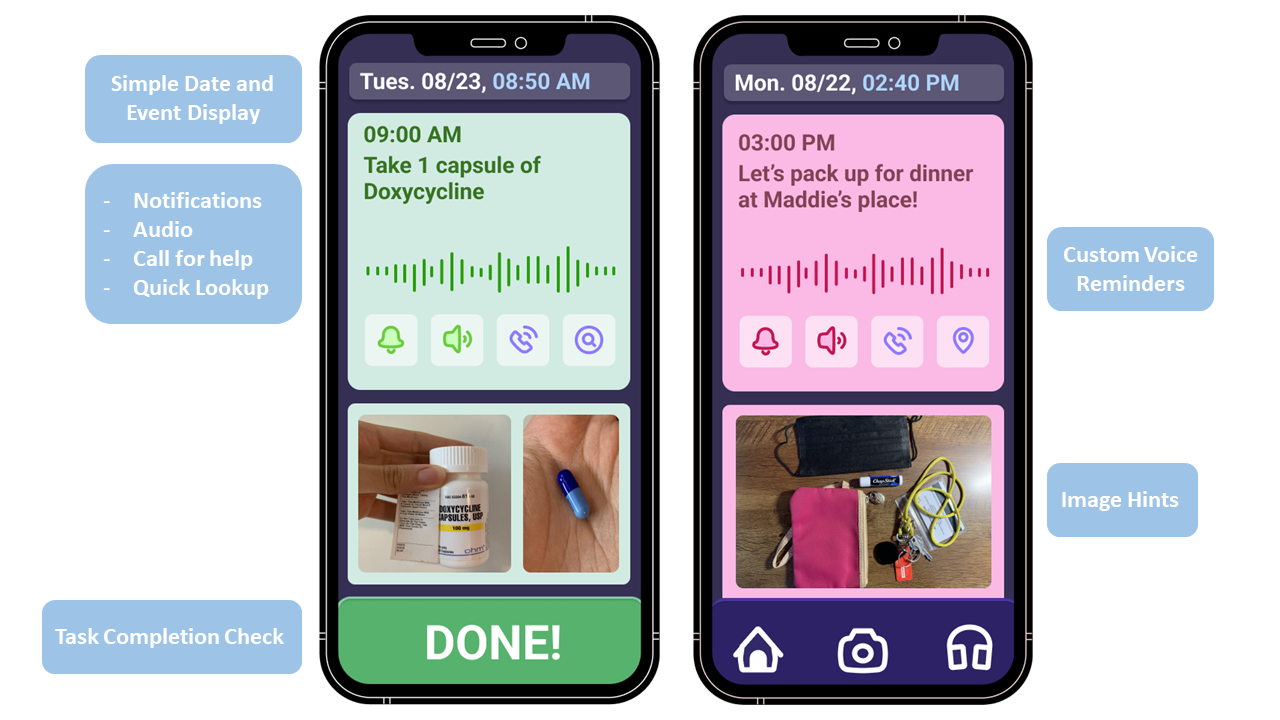 Simple Date and
Event Display
- Notifications
- Audio
- Call for help
- Quick Lookup
Task Completion Check
Tues. 08/23, 08:50 AM
09:00 AM
Take 1 capsule of
Doxycycline
DOXYCYCLINE
CAPSULES, USP
100 mg
ohm
DONE!
Mon. 08/22, 02:40 PM
03:00 PM
Let’s pack up for dinner
at Maddie’s place!
ChapStick
Custom Voice
Reminders
Image Hints